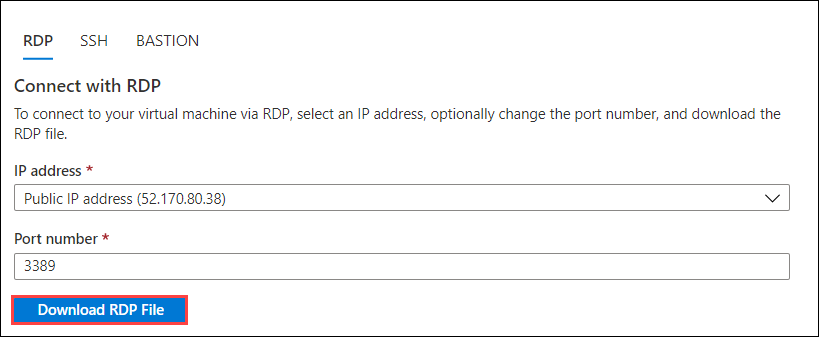 RDP SSH BASTION
Connect with RDP
To connect to your virtual machine via RDP, select an IP address, optionally change the port number, and download the
RDP file.
IP address *
Public IP address (52.170.80.38)
Port number *
3389
Download RDP File